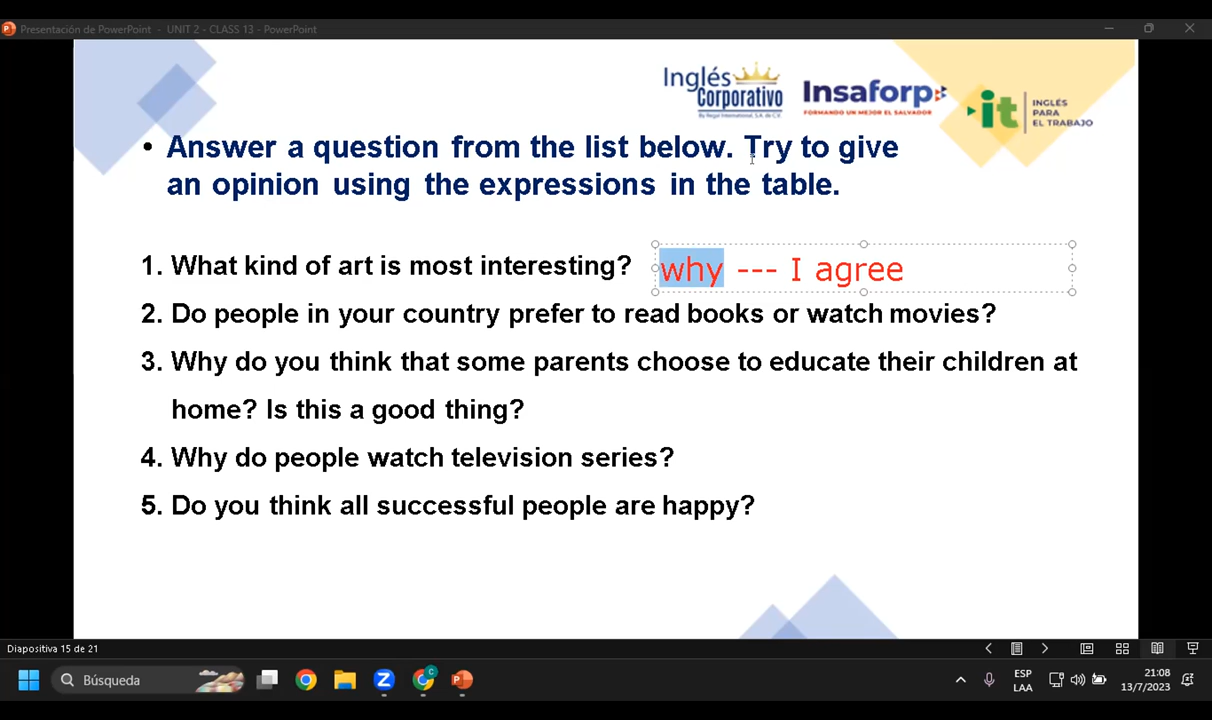 Presentación de PowerPoint - UNIT 2 - CLASS 13 - PowerPoint
Inglés
Corporativo
By Regal International, S.A. de C.V.
Insaforp
FORMANDO UN MEJOR EL SALVADOR
it
INGLÉS
PARA
EL TRABAJO
• Answer a question from the list below. Try to give
an opinion using the expressions in the table.
1. What kind of art is most interesting?
why --- I agree
2. Do people in your country prefer to read books or watch movies?
3. Why do you think that some parents choose to educate their children at
home? Is this a good thing?
4. Why do people watch television series?
5. Do you think all successful people are happy?
Diapositiva 15 de 21
Búsqueda
ESP
LAA
21:08
13/7/2023